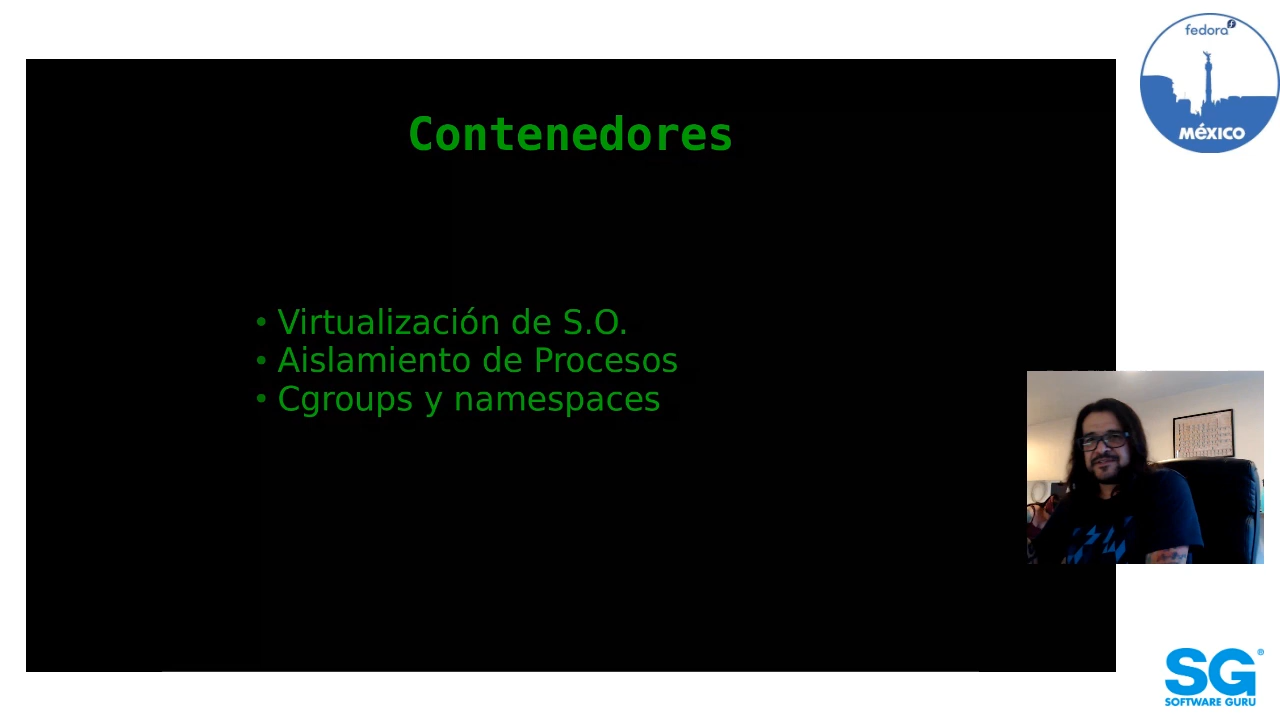 fedora
MéXICO
Contenedores
• Virtualización de S.O.
• Aislamiento de Procesos
• Cgroups y namespaces
SG®
SOFTWARE GURU